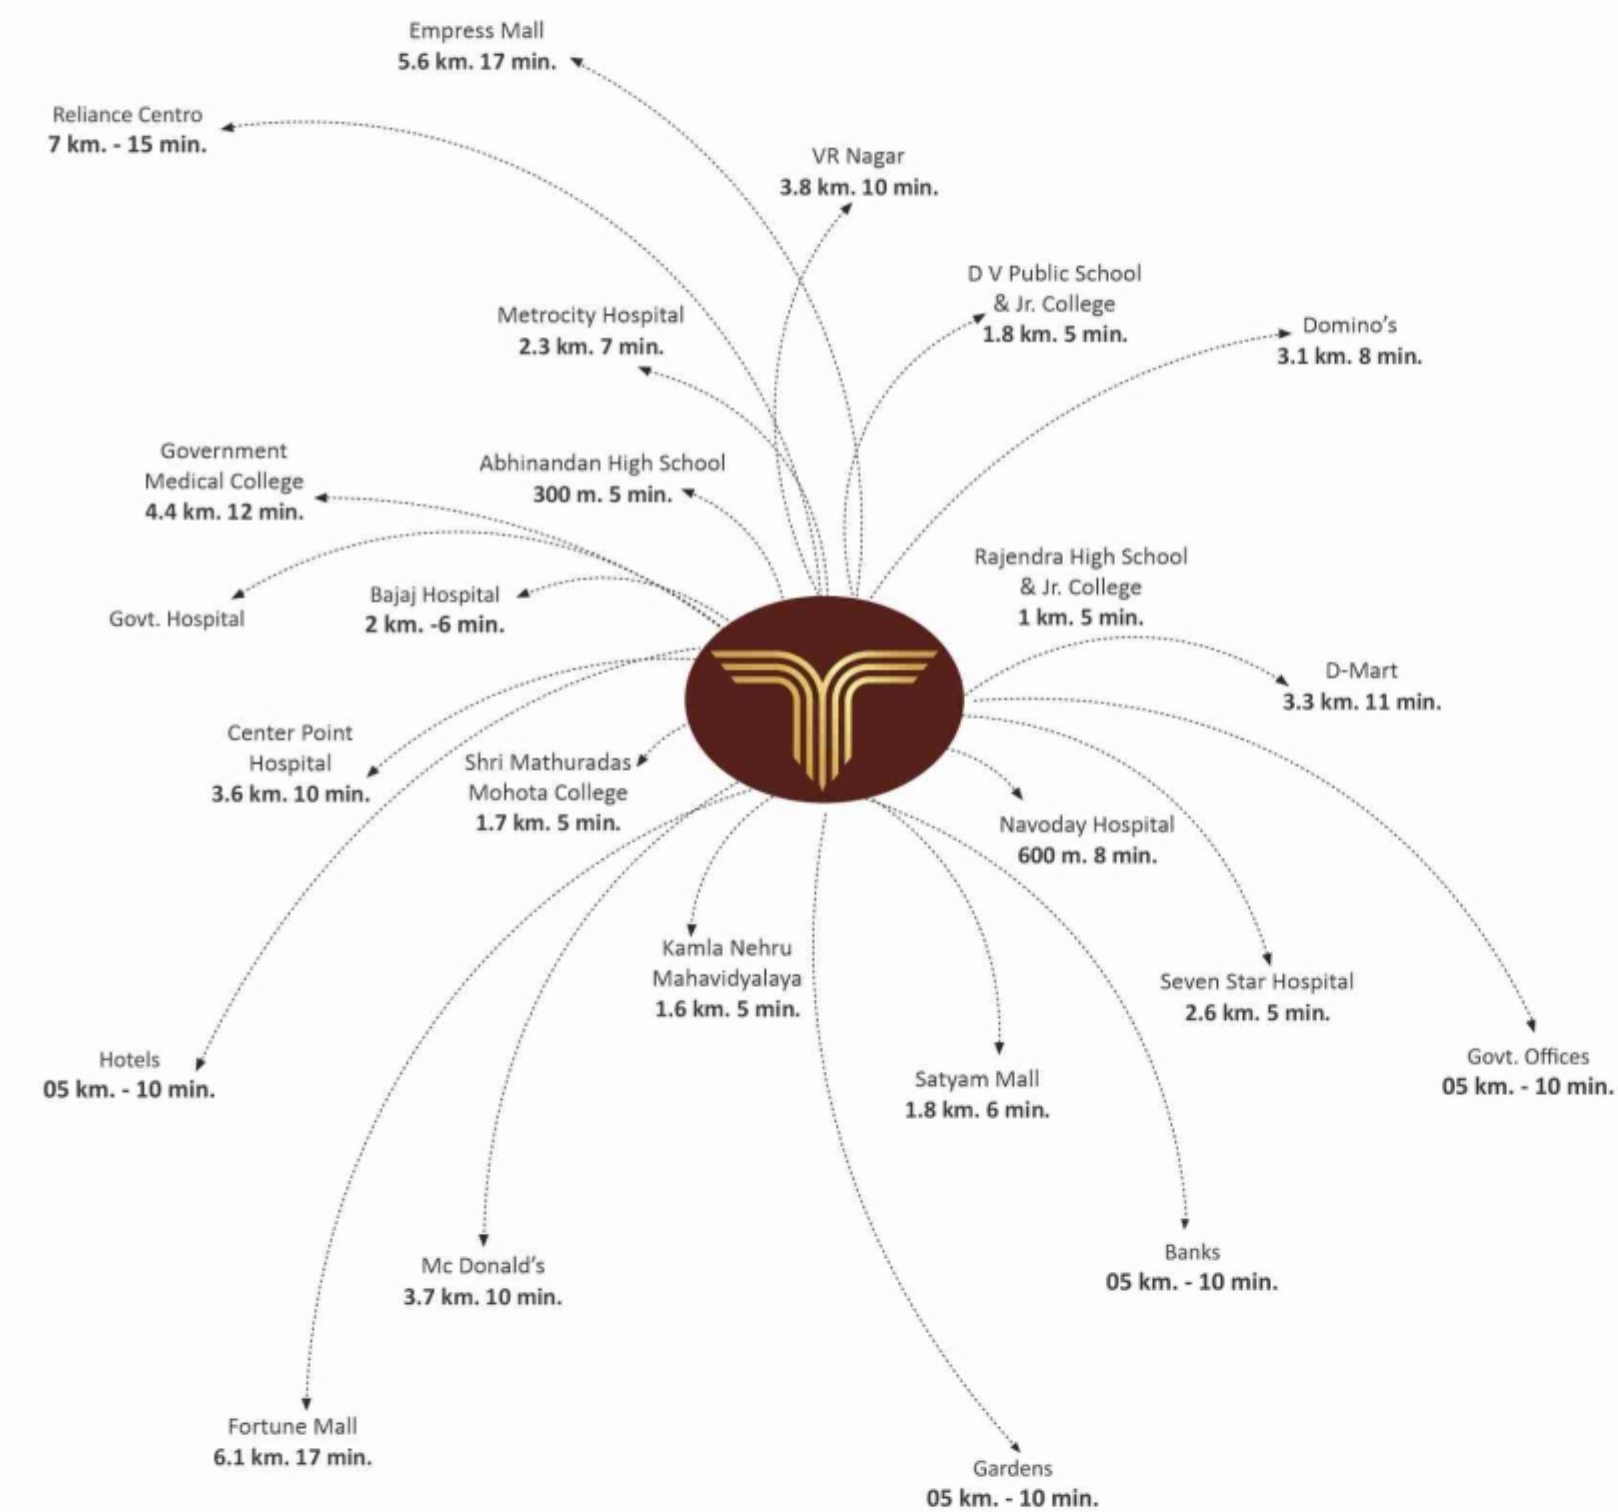 Empress Mall
5.6 km. 17 min.
Reliance Centro
7 km. - 15 min.
VR Nagar
3.8 km. 10 min.
D V Public School
& Jr. College
1.8 km. 5 min.
Metrocity Hospital
2.3 km. 7 min.
Domino's
3.1 km. 8 min.
Government
Medical College
4.4 km. 12 min.
Abhinandan High School
300 m. 5 min.
Rajendra High School
& Jr. College
1 km. 5 min.
Govt. Hospital
Bajaj Hospital
2 km. -6 min.
D-Mart
3.3 km. 11 min.
Center Point
Hospital
3.6 km. 10 min.
Shri Mathuradas
Mohota College
1.7 km. 5 min.
Navoday Hospital
600 m. 8 min.
Kamla Nehru
Mahavidyalaya
1.6 km. 5 min.
Seven Star Hospital
2.6 km. 5 min.
Hotels
05 km. - 10 min.
Satyam Mall
1.8 km. 6 min.
Govt. Offices
05 km. - 10 min.
Mc Donald's
3.7 km. 10 min.
Banks
05 km. - 10 min.
Fortune Mall
6.1 km. 17 min.
Gardens
05 km. - 10 min.